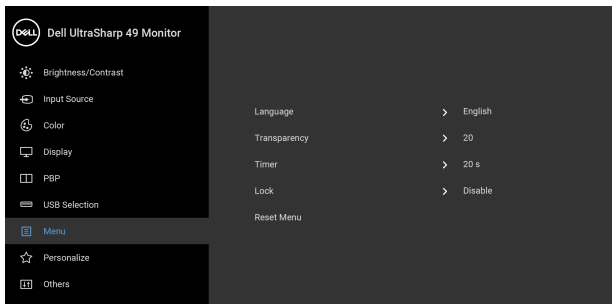 DELL Dell UltraSharp 49 Monitor
Brightness/Contrast
Input Source
Color
Display
PBP
USB Selection
Menu
Personalize
Others
Language > English
Transparency > 20
Timer > 20 s
Lock > Disable
Reset Menu